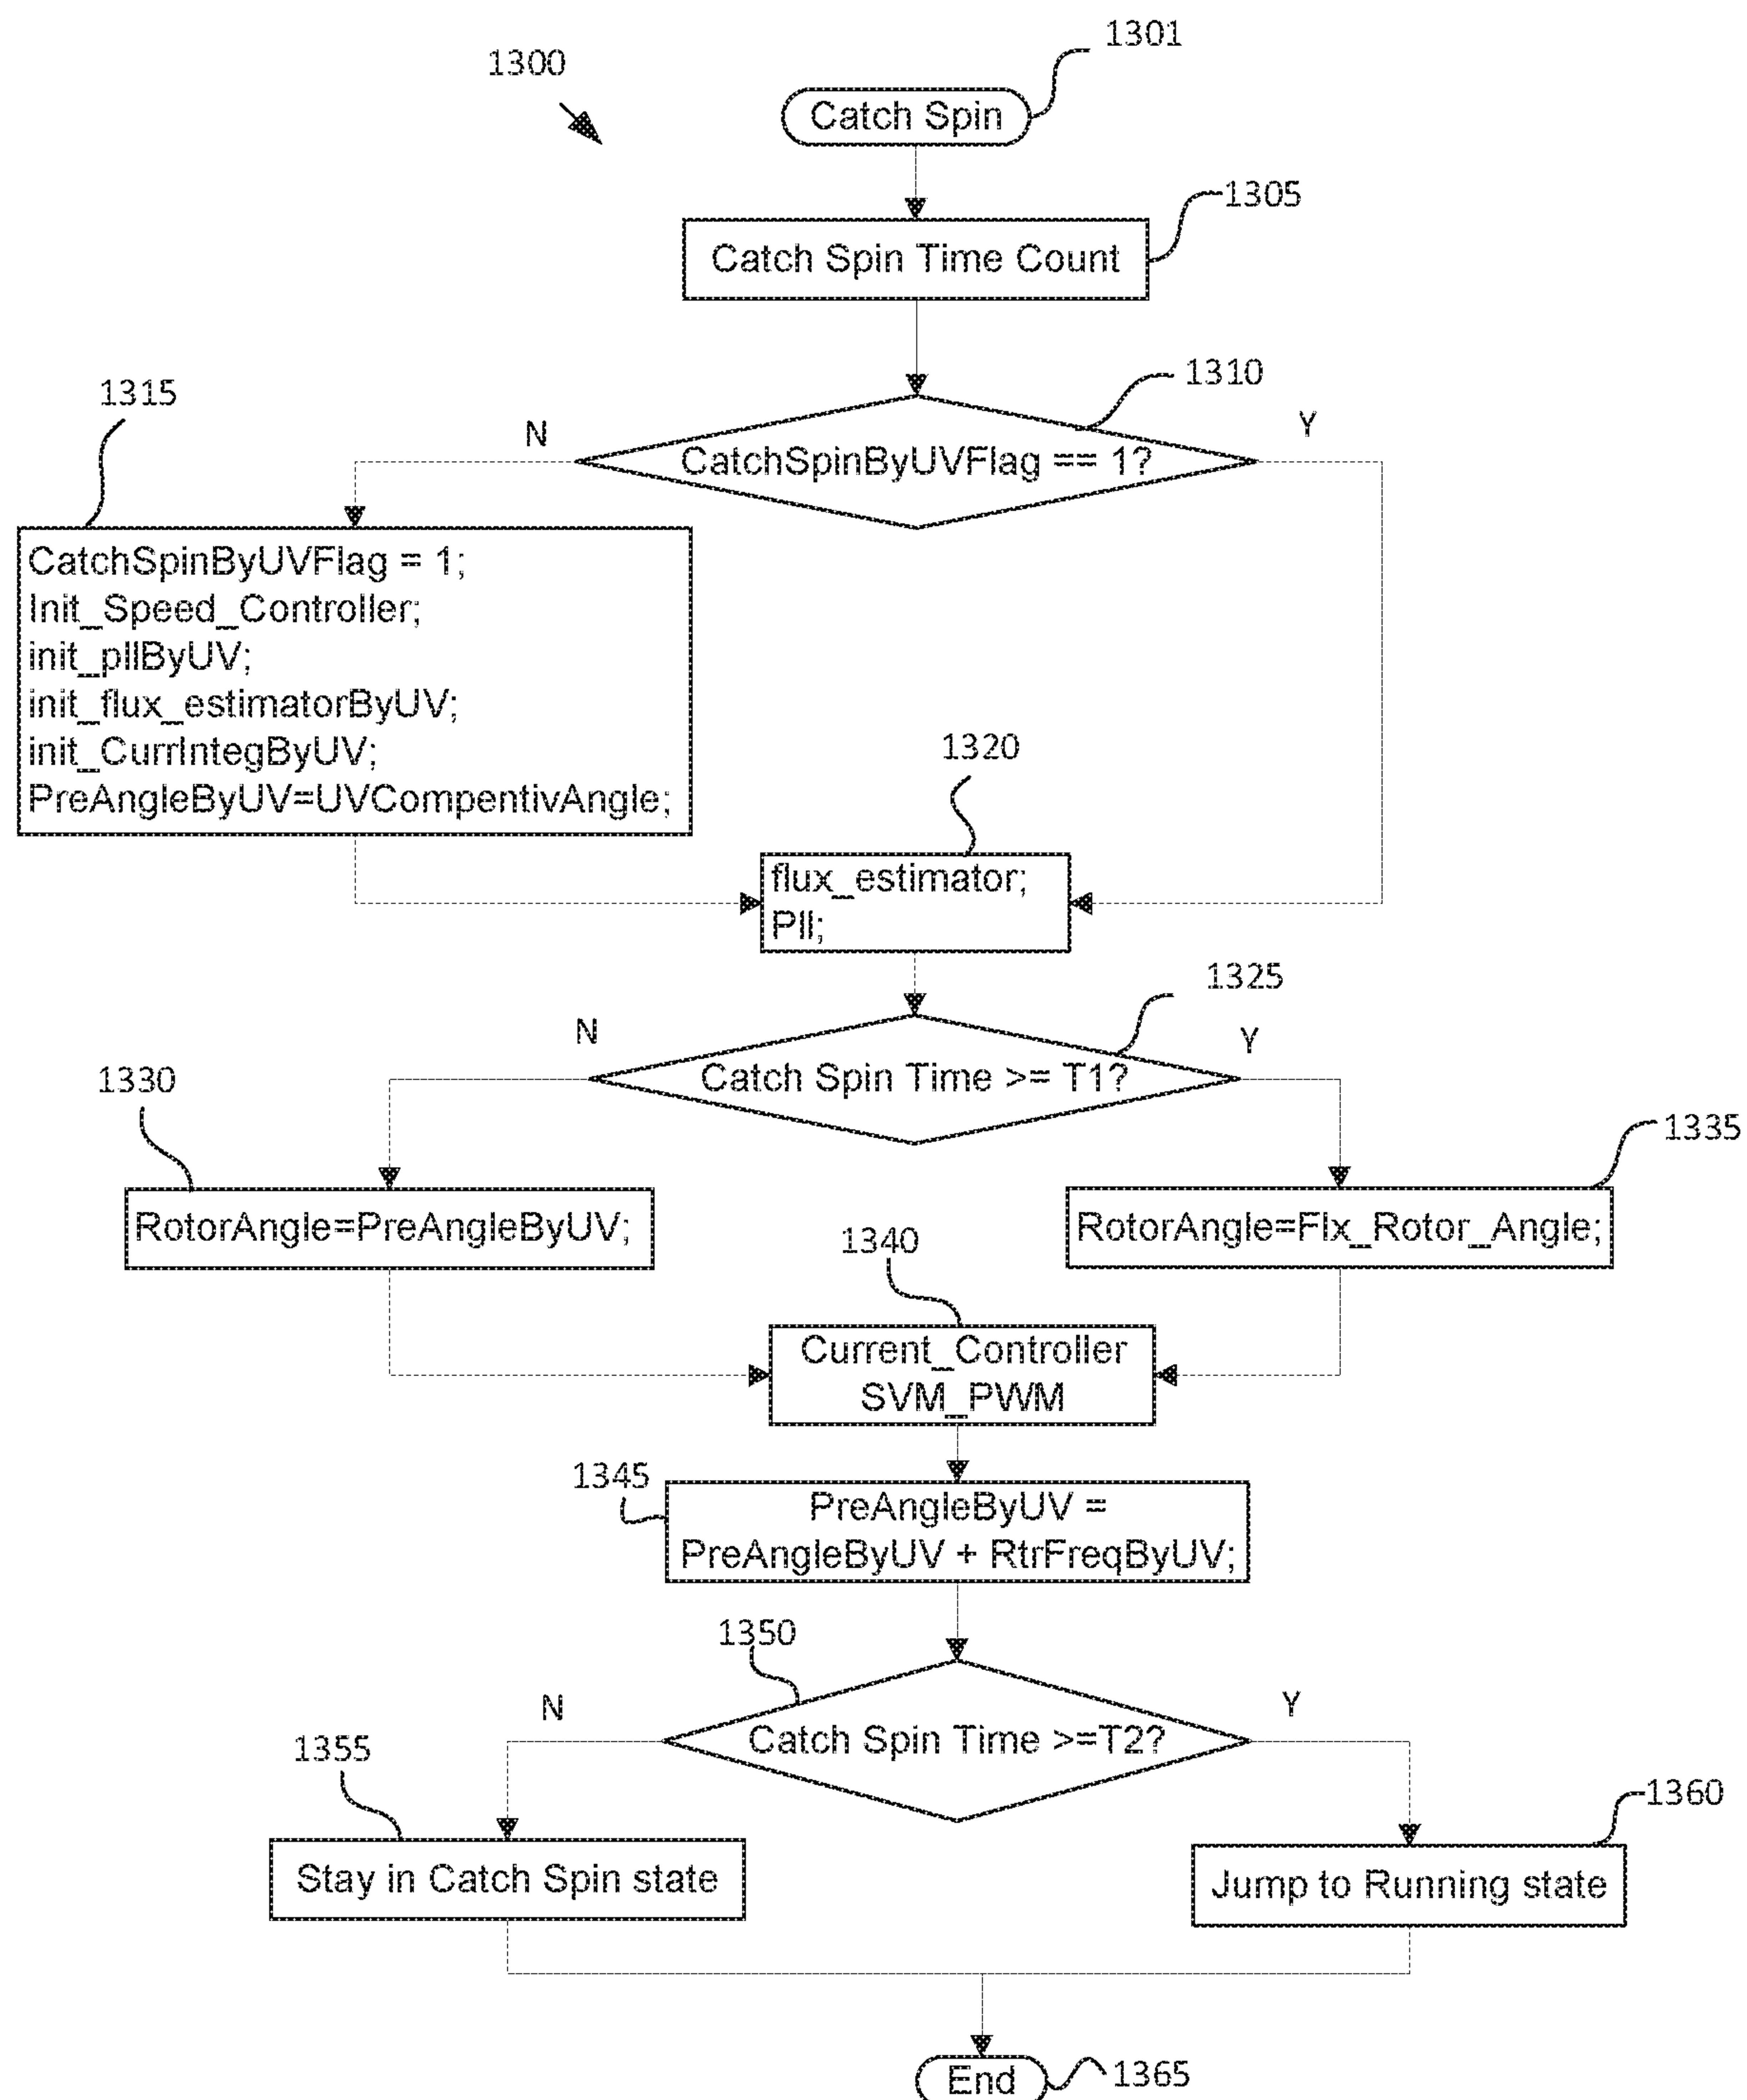 1300
1301
Catch Spin
1305
Catch Spin Time Count
1310
1315
N
Y
CatchSpinByUVFlag == 1?
CatchSpinByUVFlag = 1;
Init_Speed_Controller;
init_pllByUV;
init_flux_estimatorByUV;
init_CurrIntegByUV;
PreAngleByUV=UVCompentivAngle;
1320
flux_estimator;
Pll;
1325
N
Y
Catch Spin Time >= T1?
1330
1335
RotorAngle=PreAngleByUV;
RotorAngle=Flx_Rotor_Angle;
1340
Current_Controller
SVM_PWM
1345
PreAngleByUV =
PreAngleByUV + RtrFreqByUV;
1350
N
Y
Catch Spin Time >=T2?
1355
1360
Stay in Catch Spin state
Jump to Running state
End
1365